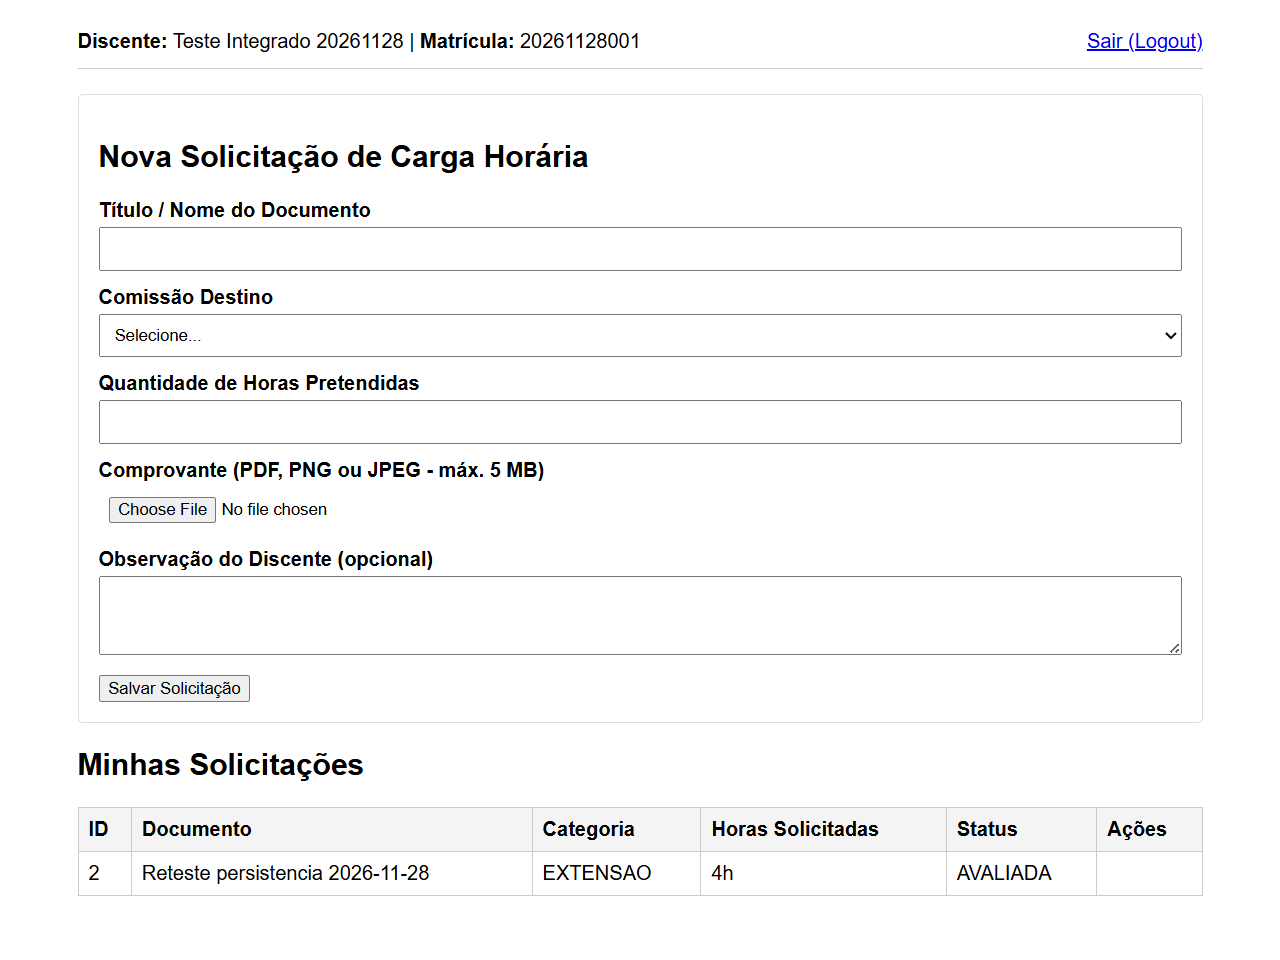 Discente: Teste Integrado 20261128 | Matrícula: 20261128001 Sair (Logout)
Nova Solicitação de Carga Horária
Título / Nome do Documento
Comissão Destino
Selecione...
Quantidade de Horas Pretendidas
Comprovante (PDF, PNG ou JPEG - máx. 5 MB)
Choose File No file chosen
Observação do Discente (opcional)
Salvar Solicitação
Minhas Solicitações
ID Documento Categoria Horas Solicitadas Status Ações
2 Reteste persistencia 2026-11-28 EXTENSAO 4h AVALIADA